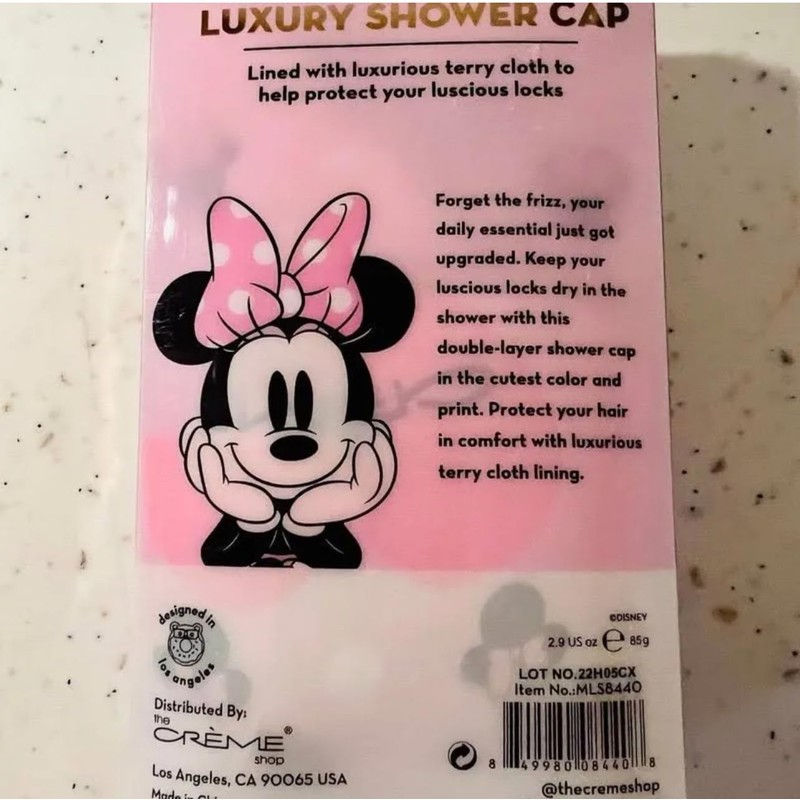 LUXURY SHOWER CAP
Lined with luxurious terry cloth to
help protect your luscious locks
Forget the frizz, your
daily essential just got
upgraded. Keep your
luscious locks dry in the
shower with this
double-layer shower cap
in the cutest color and
print. Protect your hair
in comfort with luxurious
terry cloth lining.
designed in
los angeles
©DISNEY
2.9 US oz ℮ 85g
LOT NO.22H05CX
Item No.:MLS8440
Distributed By:
the
CRÈME®
shop
Los Angeles, CA 90065 USA
Made in
8 49980 08440 8
@thecremeshop